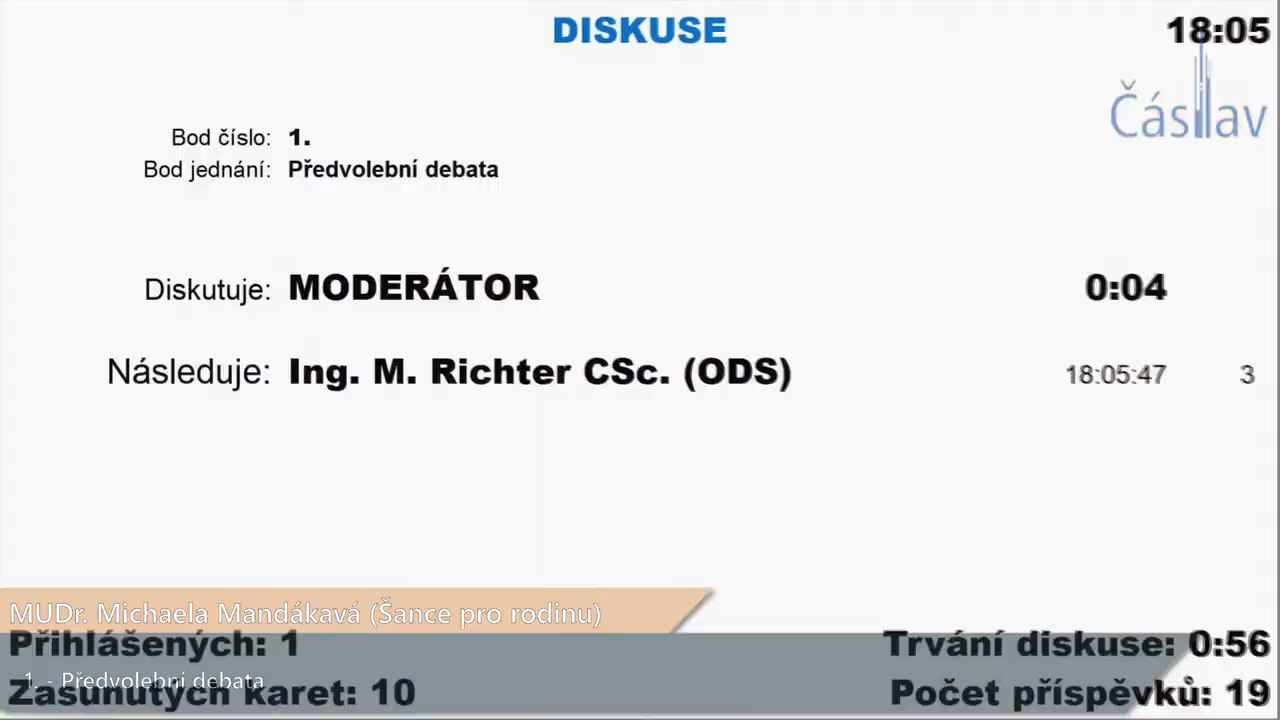 DISKUSE 18:05
Čáslav
Bod číslo: 1.
Bod jednání: Předvolební debata
Diskutuje: MODERÁTOR 0:04
Následuje: Ing. M. Richter CSc. (ODS) 18:05:47 3
MUDr. Michaela Mandákavá (Šance pro rodinu)
Přihlášených: 1 Trvání diskuse: 0:56
1. - Předvolební debata
Zasunutých karet: 10 Počet příspěvků: 19